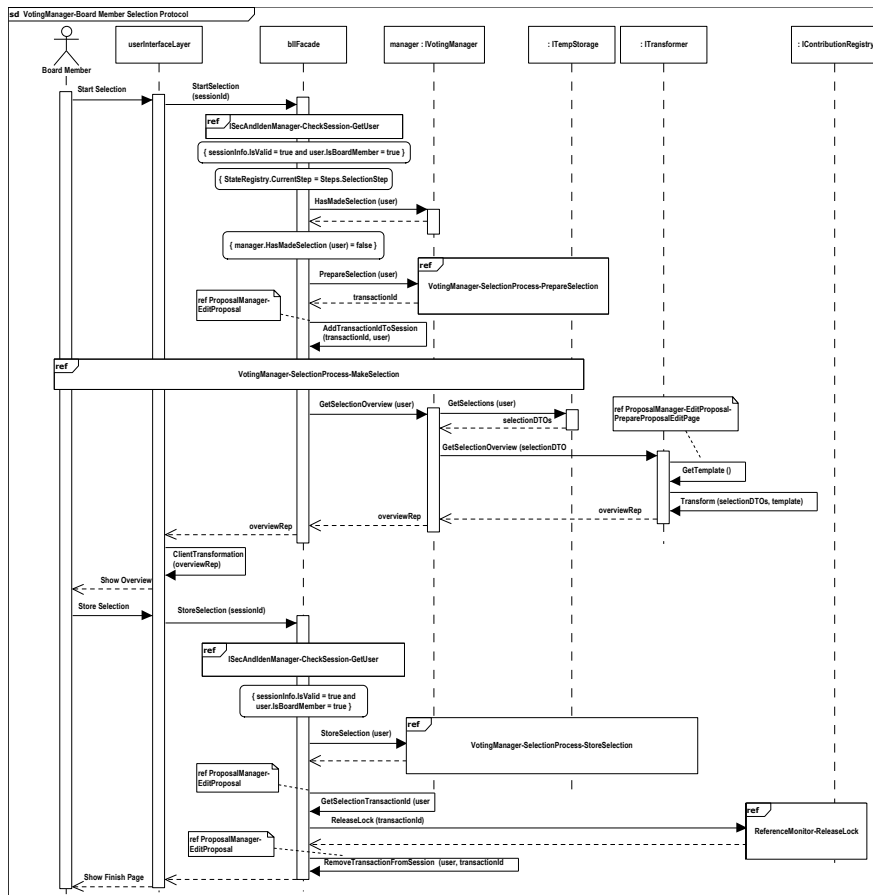 sd VotingManager-Board Member Selection Protocol
Board Member
userInterfaceLayer
bllFacade
manager : IVotingManager
: ITempStorage
: ITransformer
: IContributionRegistry
Start Selection
StartSelection
(sessionId)
ref
ISecAndIdenManager-CheckSession-GetUser
{ sessionInfo.IsValid = true and user.IsBoardMember = true }
{ StateRegistry.CurrentStep = Steps.SelectionStep
HasMadeSelection (user)
{ manager.HasMadeSelection (user) = false }
ref
PrepareSelection (user)
VotingManager-SelectionProcess-PrepareSelection
transactionId
ref ProposalManager-
EditProposal
AddTransactionIdToSession
(transactionId, user)
ref
VotingManager-SelectionProcess-MakeSelection
GetSelectionOverview (user)
GetSelections (user)
selectionDTOs
ref ProposalManager-EditProposal-
PrepareProposalEditPage
GetSelectionOverview (selectionDTO
GetTemplate ()
Transform (selectionDTOs, template)
overviewRep
overviewRep
overviewRep
ClientTransformation
(overviewRep)
Show Overview
Store Selection
StoreSelection (sessionId)
ref
ISecAndIdenManager-CheckSession-GetUser
{ sessionInfo.IsValid = true and
user.IsBoardMember = true }
ref
StoreSelection (user)
VotingManager-SelectionProcess-StoreSelection
ref ProposalManager-
EditProposal
GetSelectionTransactionId (user
ref
ReleaseLock (transactionId)
ReferenceMonitor-ReleaseLock
ref ProposalManager-
EditProposal
RemoveTransactionFromSession (user, transactionId
Show Finish Page